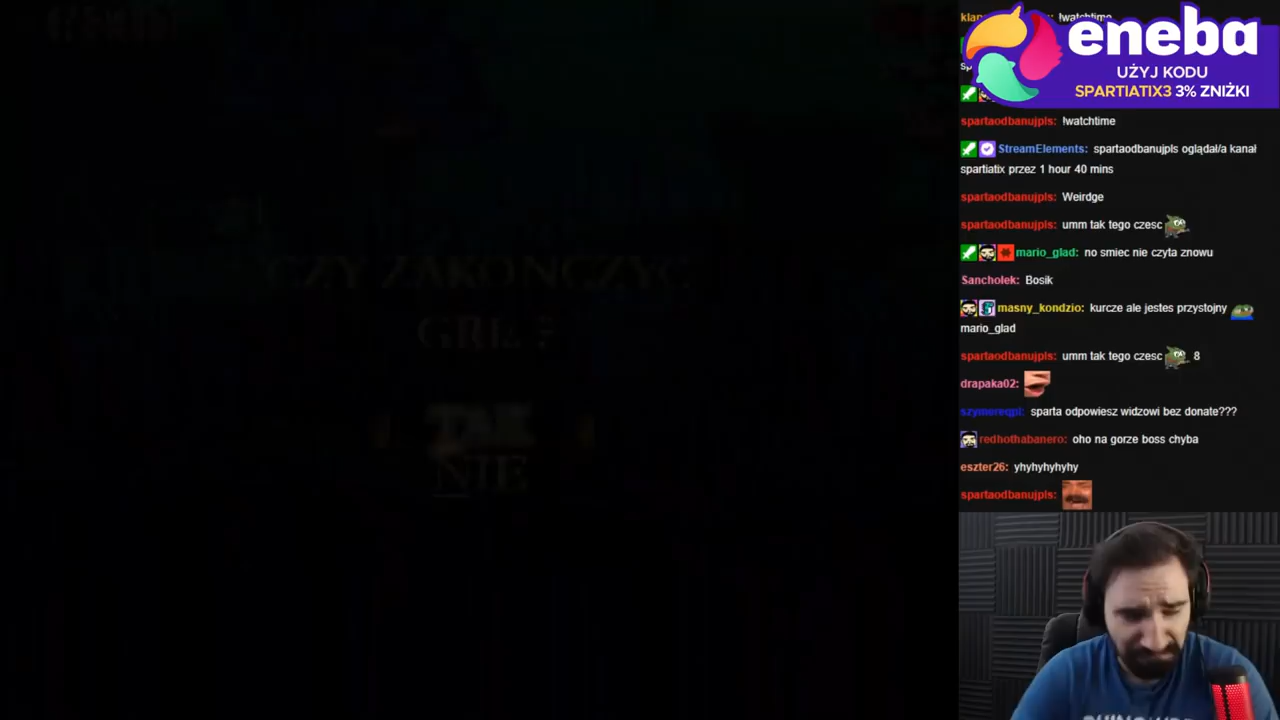 CZY ZAKOŃCZYĆ
GRĘ?
TAK
NIE
eneba
UŻYJ KODU
SPARTIATIX3 3% ZNIŻKI
!watchtime
spartaodbanujpls: !watchtime
StreamElements: spartaodbanujpls oglądał/a kanał
spartiatix przez 1 hour 40 mins
spartaodbanujpls: Weirdge
spartaodbanujpls: umm tak tego czesc
mario_glad: no smiec nie czyta znowu
Sanchołek: Bosik
masny_kondzio: kurcze ale jestes przystojny
mario_glad
spartaodbanujpls: umm tak tego czesc 8
drapaka02:
szymereqpl: sparta odpowiesz widzowi bez donate???
redhothabanero: oho na gorze boss chyba
eszter26: yhyhyhyhyhy
spartaodbanujpls: